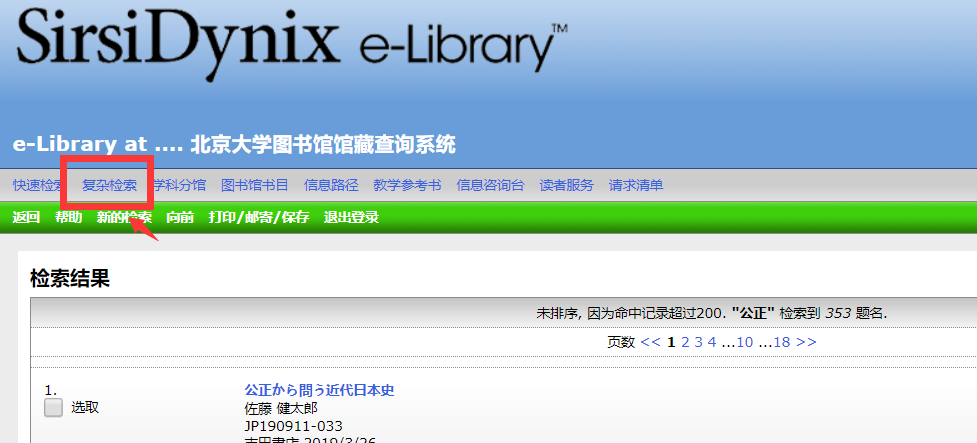 SirsiDynix e-Library™
e-Library at .... 北京大学图书馆馆藏查询系统
快速检索 复杂检索 学科分馆 图书馆书目 信息路径 教学参考书 信息咨询台 读者服务 请求清单
返回 帮助 新的检索 向前 打印/邮寄/保存 退出登录
检索结果
未排序, 因为命中记录超过200. "公正" 检索到 353 题名.
页数 << 1 2 3 4 ...10 ...18 >>
1.
选取
公正から問う近代日本史
佐藤 健太郎
JP190911-033
吉田書店 2019/3/26